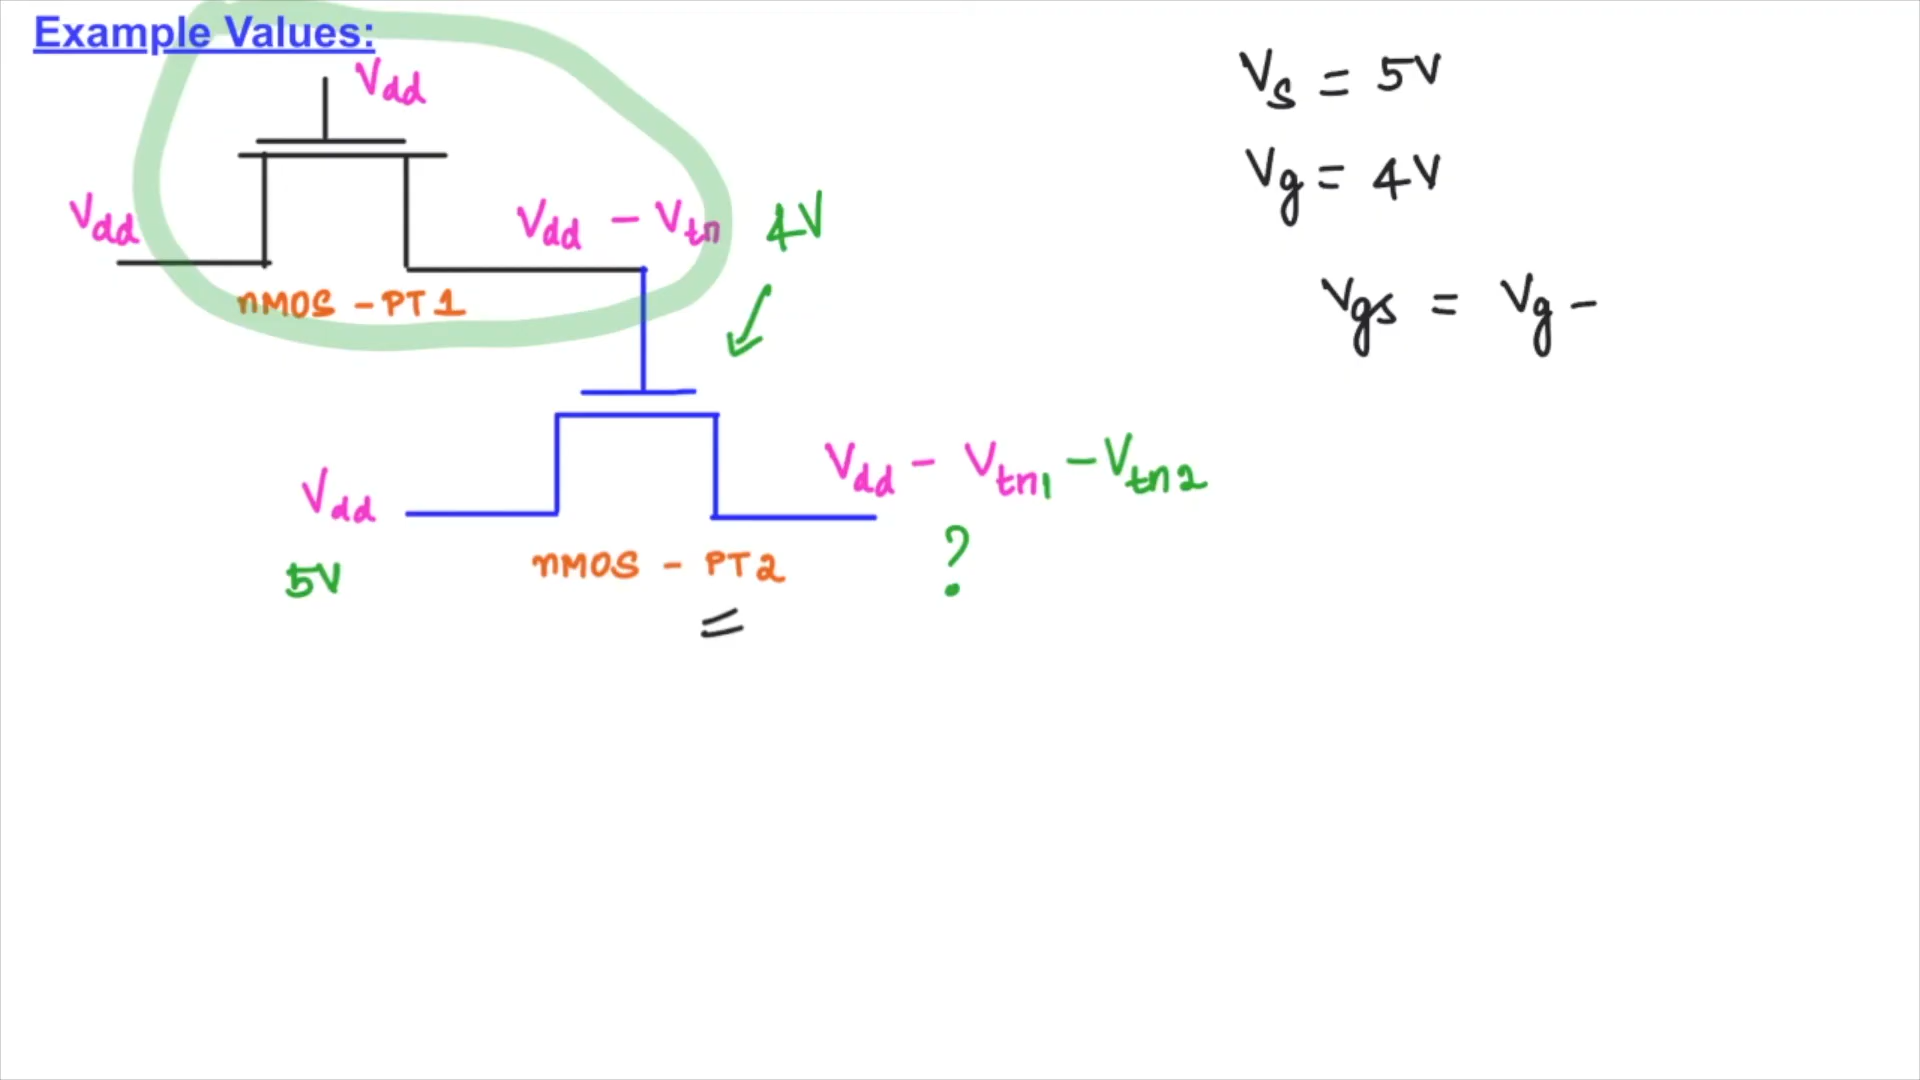 Example Values:
Vdd
Vdd
Vdd - Vtn
4V
nMOS - PT1
Vdd
5V
nMOS - PT2
=
Vdd - Vtn1 - Vtn2
?
Vs = 5V
Vg = 4V
Vgs = Vg -